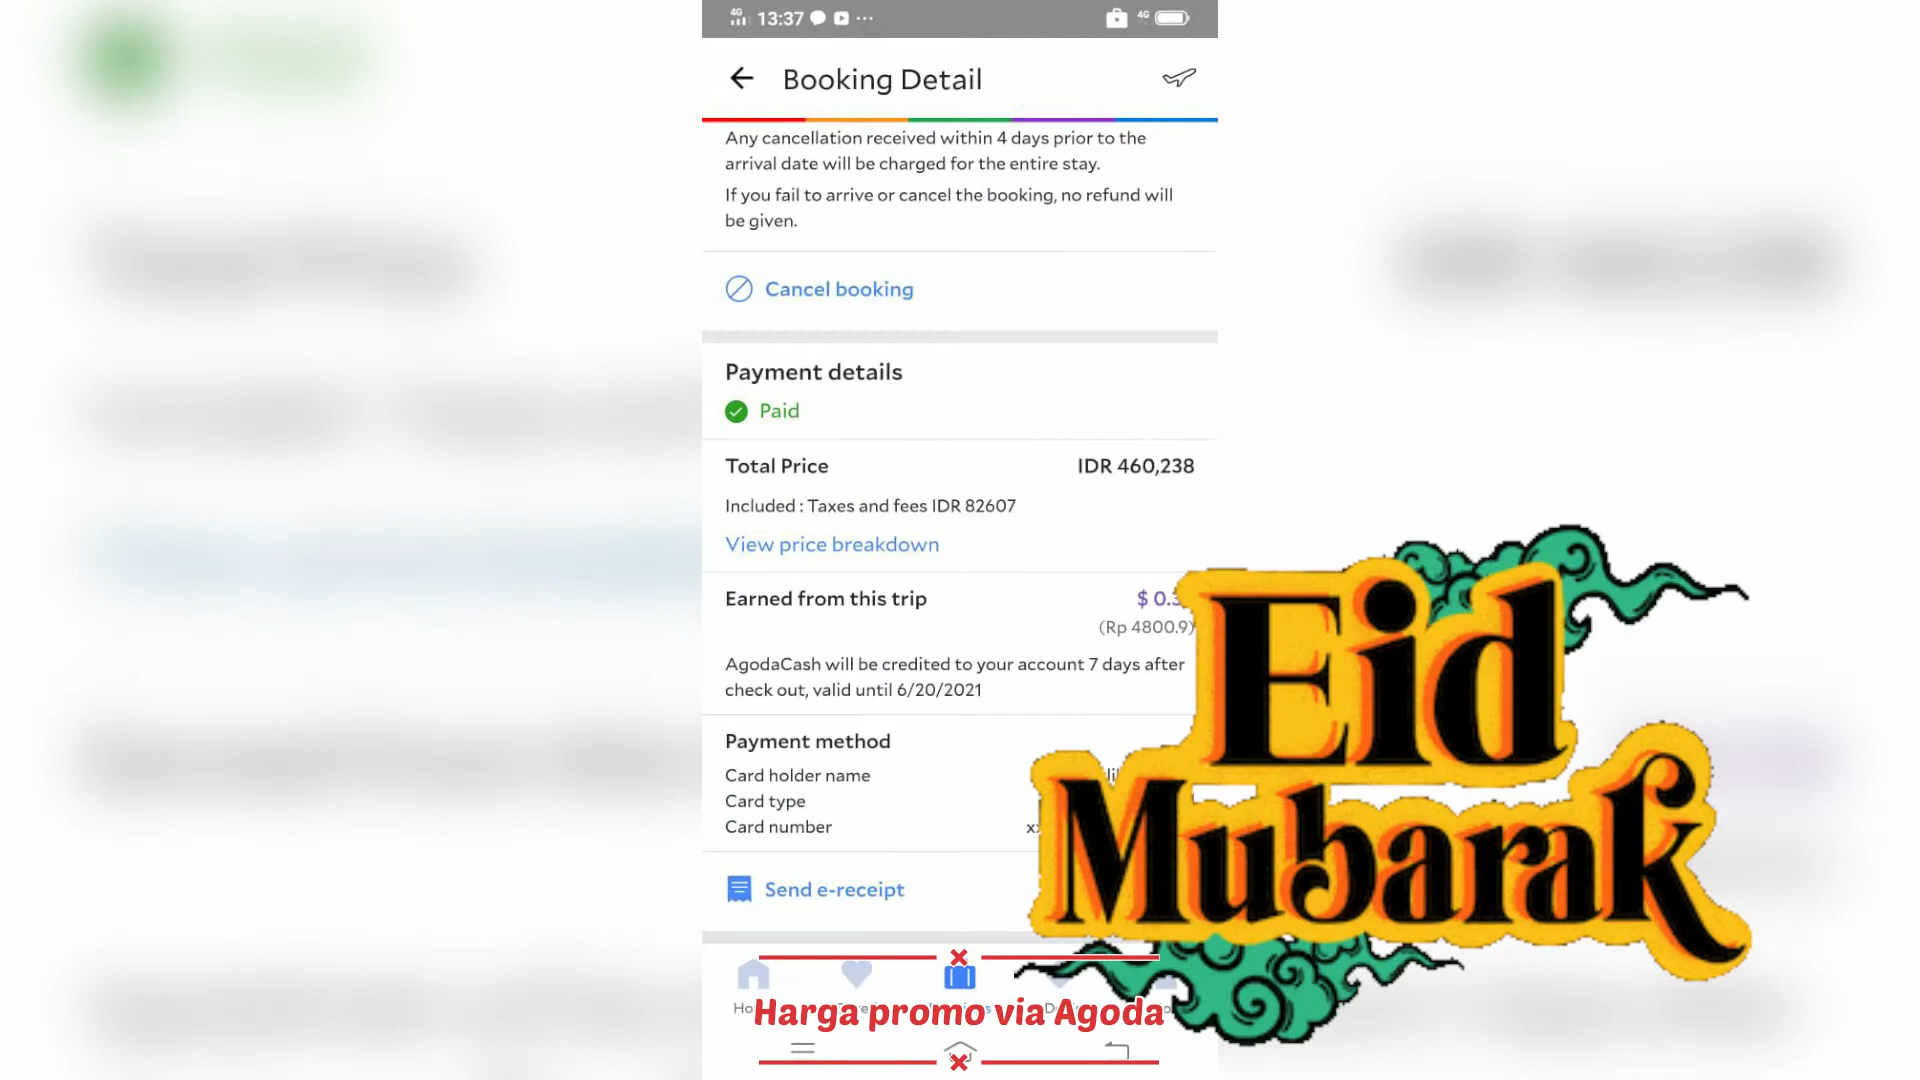 4G 13:37 4G
Booking Detail
Any cancellation received within 4 days prior to the
arrival date will be charged for the entire stay.
If you fail to arrive or cancel the booking, no refund will
be given.
Cancel booking
Payment details
Paid
Total Price IDR 460,238
Included : Taxes and fees IDR 82607
View price breakdown
Earned from this trip $ 0.3
(Rp 4800.9)
AgodaCash will be credited to your account 7 days after
check out, valid until 6/20/2021
Payment method
Card holder name
Card type
Card number
Send e-receipt
Eid
Mubarak
Harga promo via Agoda